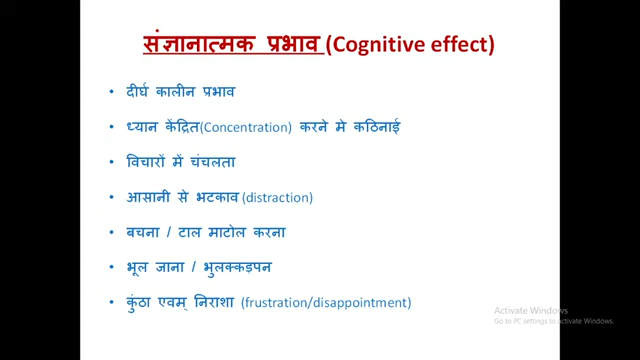 संज्ञानात्मक प्रभाव (Cognitive effect)
• दीर्घ कालीन प्रभाव
• ध्यान केंद्रित(Concentration) करने मे कठिनाई
• विचारों में चंचलता
• आसानी से भटकाव (distraction)
• बचना / टाल माटोल करना
• भूल जाना / भुलक्कड़पन
• कुंठा एवम् निराशा (frustration/disappointment)
Activate Windows
Go to PC settings to activate Windows.